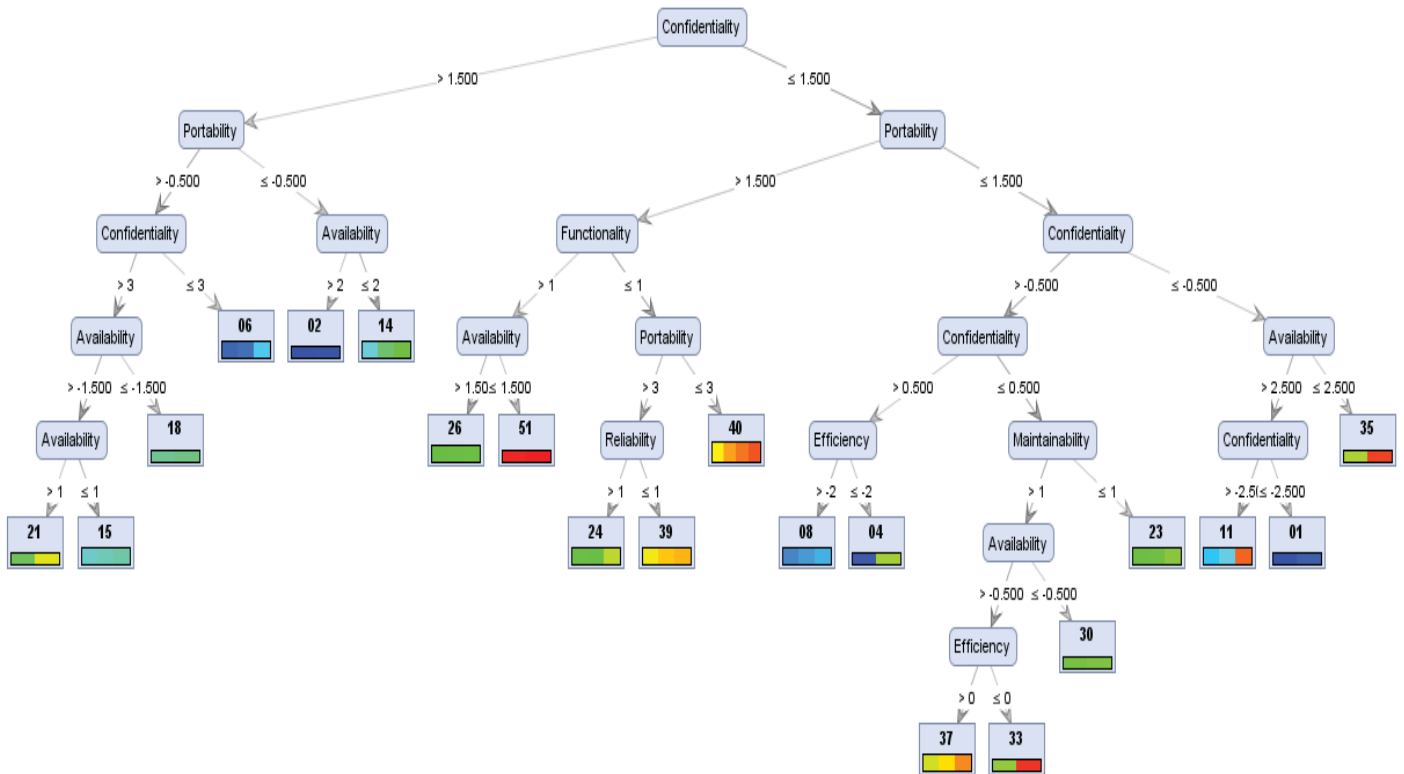 Confidentiality
> 1.500 ≤ 1.500
Portability Portability
> -0.500 ≤ -0.500 > 1.500 ≤ 1.500
Confidentiality Availability Functionality Confidentiality
> 3 ≤ 3 > 2 ≤ 2 > 1 ≤ 1 > -0.500 ≤ -0.500
Availability 06 02 14 Availability Portability Confidentiality Availability
> -1.500 ≤ -1.500 > 1.50 ≤ 1.500 > 3 ≤ 3 > 0.500 ≤ 0.500 > 2.500 ≤ 2.500
Availability 18 26 51 Reliability 40 Efficiency Maintainability Confidentiality 35
> 1 ≤ 1 > 1 ≤ 1 > -2 ≤ -2 > 1 ≤ 1 > -2.50 ≤ -2.500
21 15 24 39 08 04 Availability 23 11 01
> -0.500 ≤ -0.500
Efficiency 30
> 0 ≤ 0
37 33